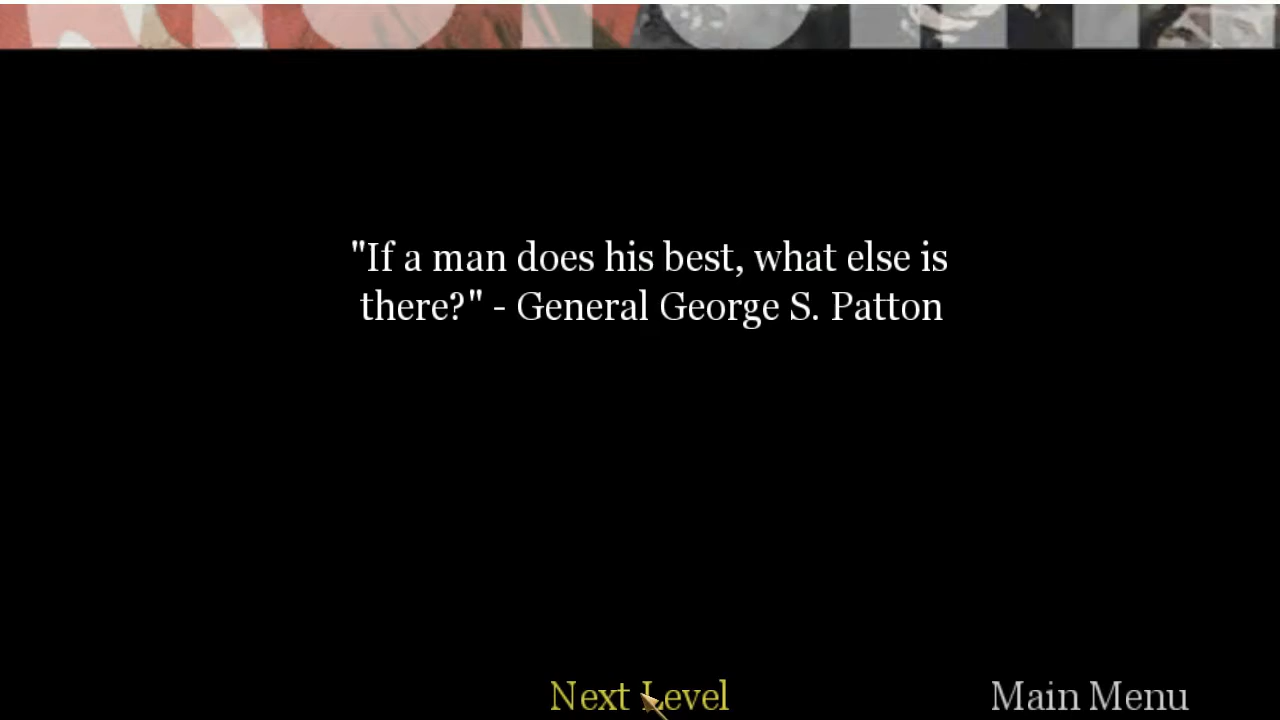 "If a man does his best, what else is
there?" - General George S. Patton
Next Level
Main Menu